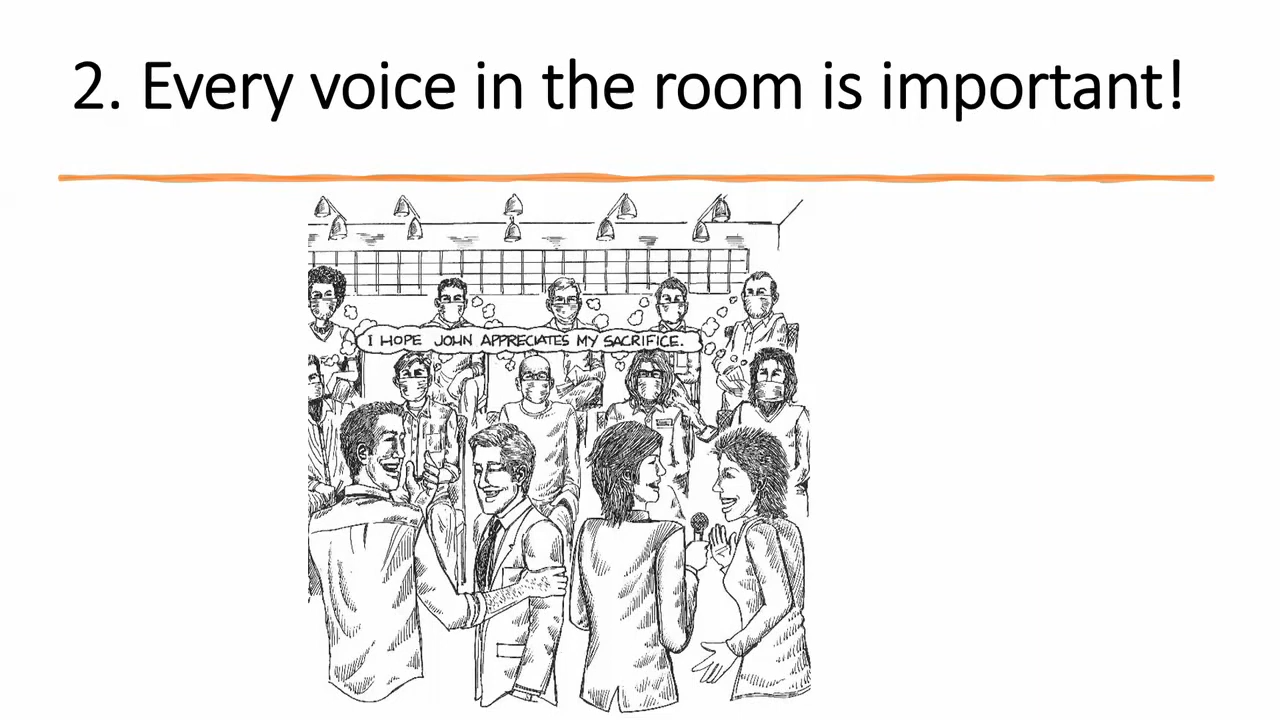 2. Every voice in the room is important!
I HOPE JOHN APPRECIATES MY SACRIFICE.